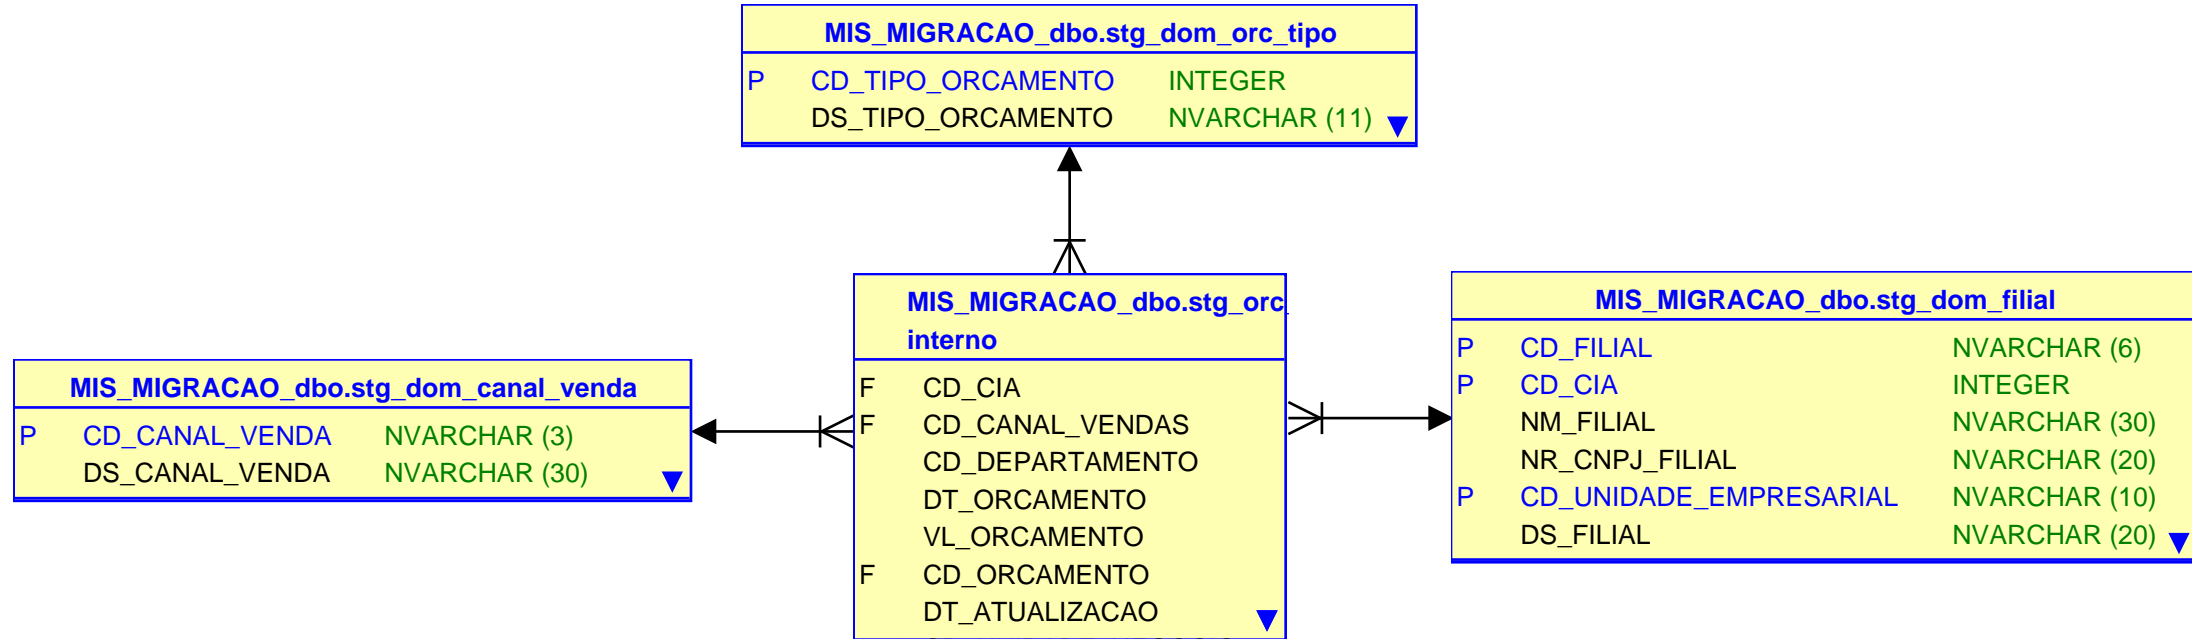 MIS_MIGRACAO_dbo.stg_dom_orc_tipo
P CD_TIPO_ORCAMENTO INTEGER
DS_TIPO_ORCAMENTO NVARCHAR (11)
MIS_MIGRACAO_dbo.stg_dom_canal_venda
P CD_CANAL_VENDA NVARCHAR (3)
DS_CANAL_VENDA NVARCHAR (30)
MIS_MIGRACAO_dbo.stg_orc_
interno
F CD_CIA
F CD_CANAL_VENDAS
CD_DEPARTAMENTO
DT_ORCAMENTO
VL_ORCAMENTO
F CD_ORCAMENTO
DT_ATUALIZACAO
MIS_MIGRACAO_dbo.stg_dom_filial
P CD_FILIAL NVARCHAR (6)
P CD_CIA INTEGER
NM_FILIAL NVARCHAR (30)
NR_CNPJ_FILIAL NVARCHAR (20)
P CD_UNIDADE_EMPRESARIAL NVARCHAR (10)
DS_FILIAL NVARCHAR (20)